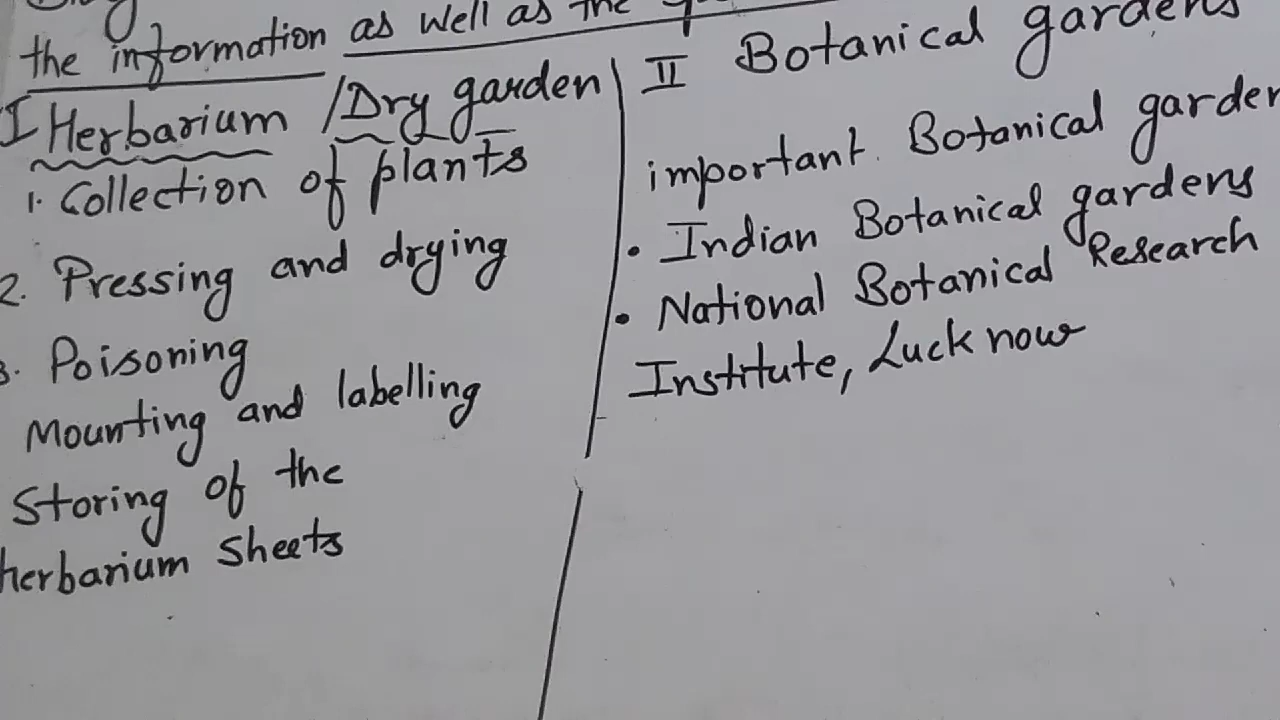 the information as well as the
I Herbarium / Dry garden
1. Collection of plants
2. Pressing and drying
3. Poisoning
Mounting and labelling
Storing of the
herbarium sheets
II Botanical gardens
important Botanical garden
• Indian Botanical gardens
• National Botanical Research
Institute, Lucknow